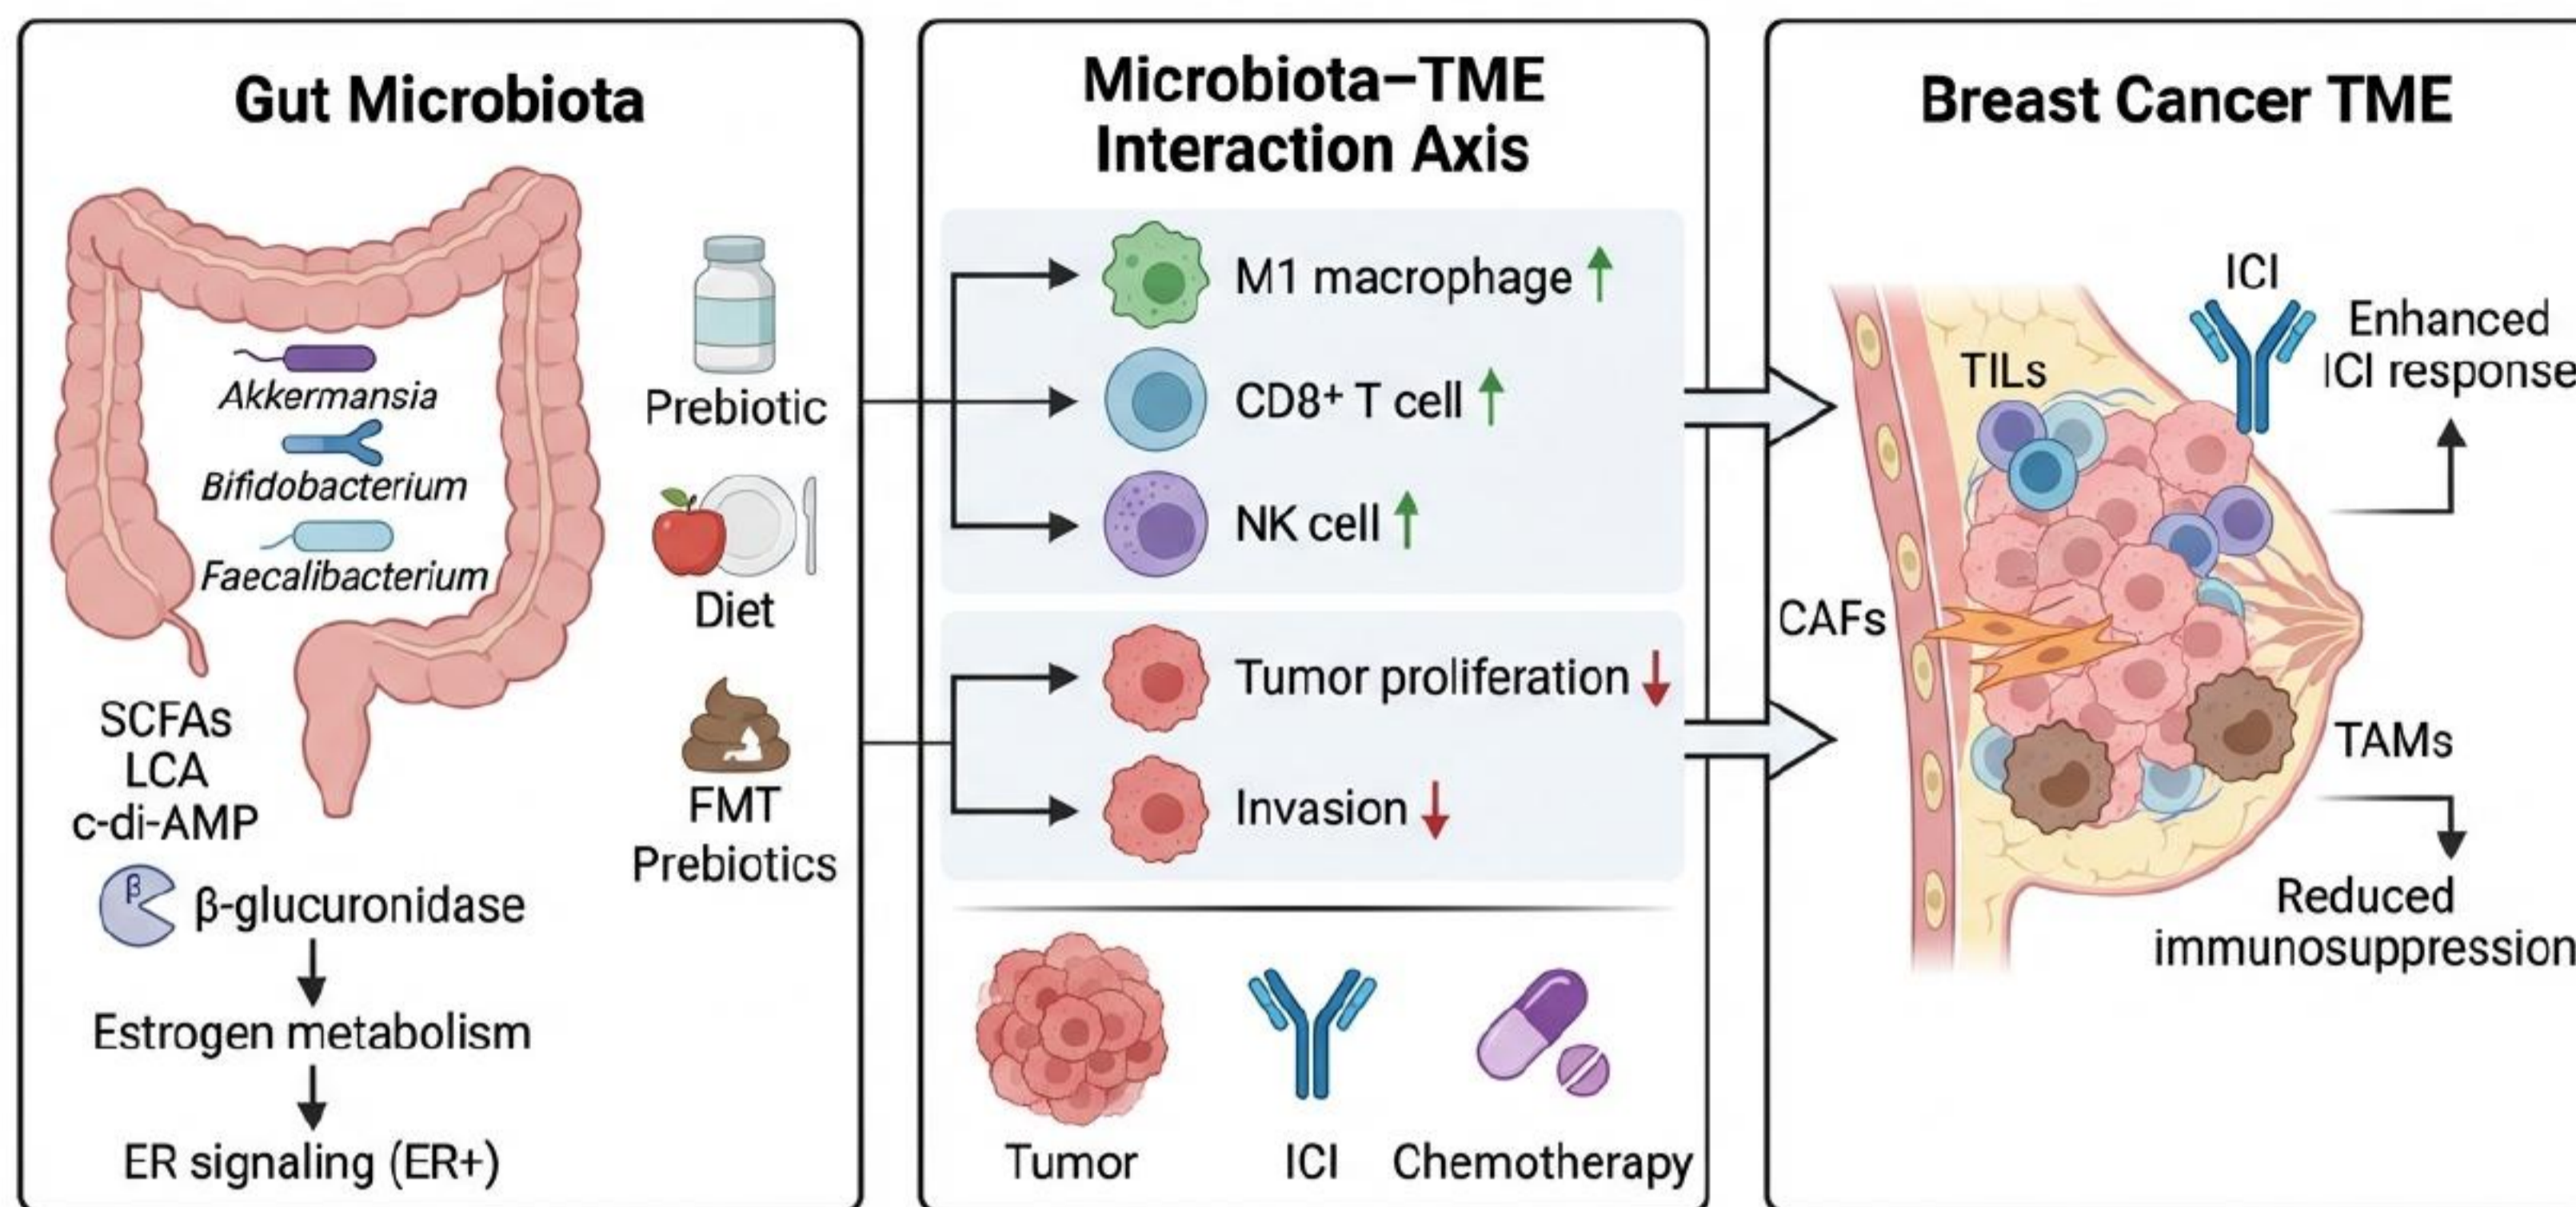 Gut Microbiota
Akkermansia
Bifidobacterium
Faecalibacterium
SCFAs
LCA
c-di-AMP
β
β-glucuronidase
Estrogen metabolism
ER signaling (ER+)
Prebiotic
Diet
FMT
Prebiotics
Microbiota–TME
Interaction Axis
M1 macrophage
CD8⁺ T cell
NK cell
Tumor proliferation
Invasion
Tumor
ICI
Chemotherapy
Breast Cancer TME
ICI
Enhanced
ICI response
TILs
CAFs
TAMs
Reduced
immunosuppression